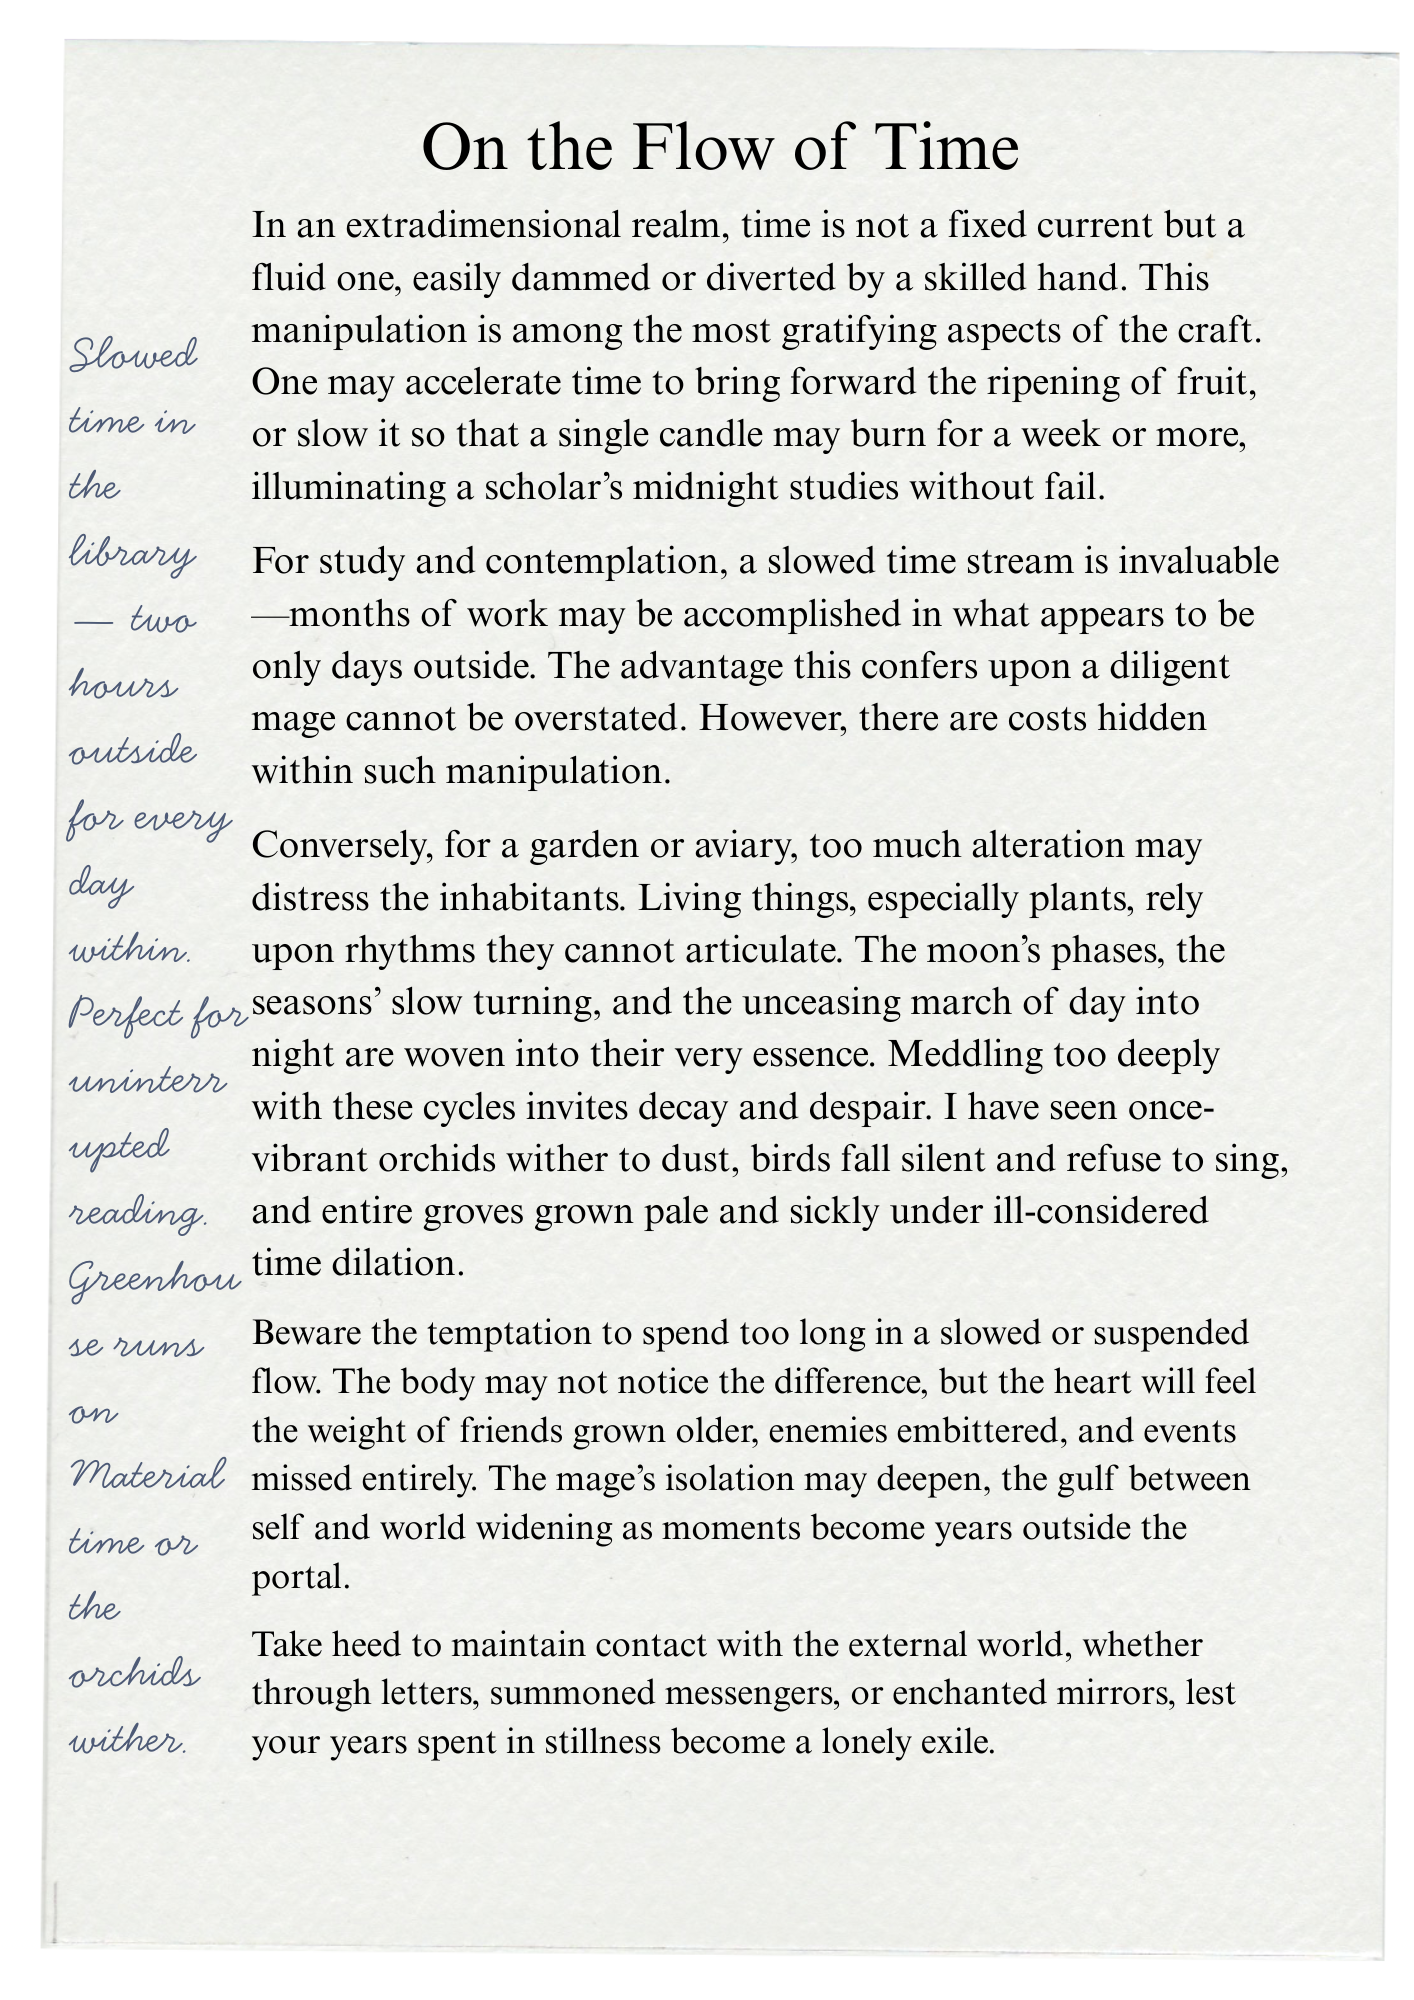 On the Flow of Time
In an extradimensional realm, time is not a fixed current but a
fluid one, easily dammed or diverted by a skilled hand. This
manipulation is among the most gratifying aspects of the craft.
One may accelerate time to bring forward the ripening of fruit,
or slow it so that a single candle may burn for a week or more,
illuminating a scholar’s midnight studies without fail.
For study and contemplation, a slowed time stream is invaluable
—months of work may be accomplished in what appears to be
only days outside. The advantage this confers upon a diligent
mage cannot be overstated. However, there are costs hidden
within such manipulation.
Conversely, for a garden or aviary, too much alteration may
distress the inhabitants. Living things, especially plants, rely
upon rhythms they cannot articulate. The moon’s phases, the
seasons’ slow turning, and the unceasing march of day into
night are woven into their very essence. Meddling too deeply
with these cycles invites decay and despair. I have seen once-
vibrant orchids wither to dust, birds fall silent and refuse to sing,
and entire groves grown pale and sickly under ill-considered
time dilation.
Beware the temptation to spend too long in a slowed or suspended
flow. The body may not notice the difference, but the heart will feel
the weight of friends grown older, enemies embittered, and events
missed entirely. The mage’s isolation may deepen, the gulf between
self and world widening as moments become years outside the
portal.
Take heed to maintain contact with the external world, whether
through letters, summoned messengers, or enchanted mirrors, lest
your years spent in stillness become a lonely exile.
Slowed
time in
the
library
— two
hours
outside
for every
day
within.
Perfect for
uninterr
upted
reading.
Greenhou
se runs
on
Material
time or
the
orchids
wither.